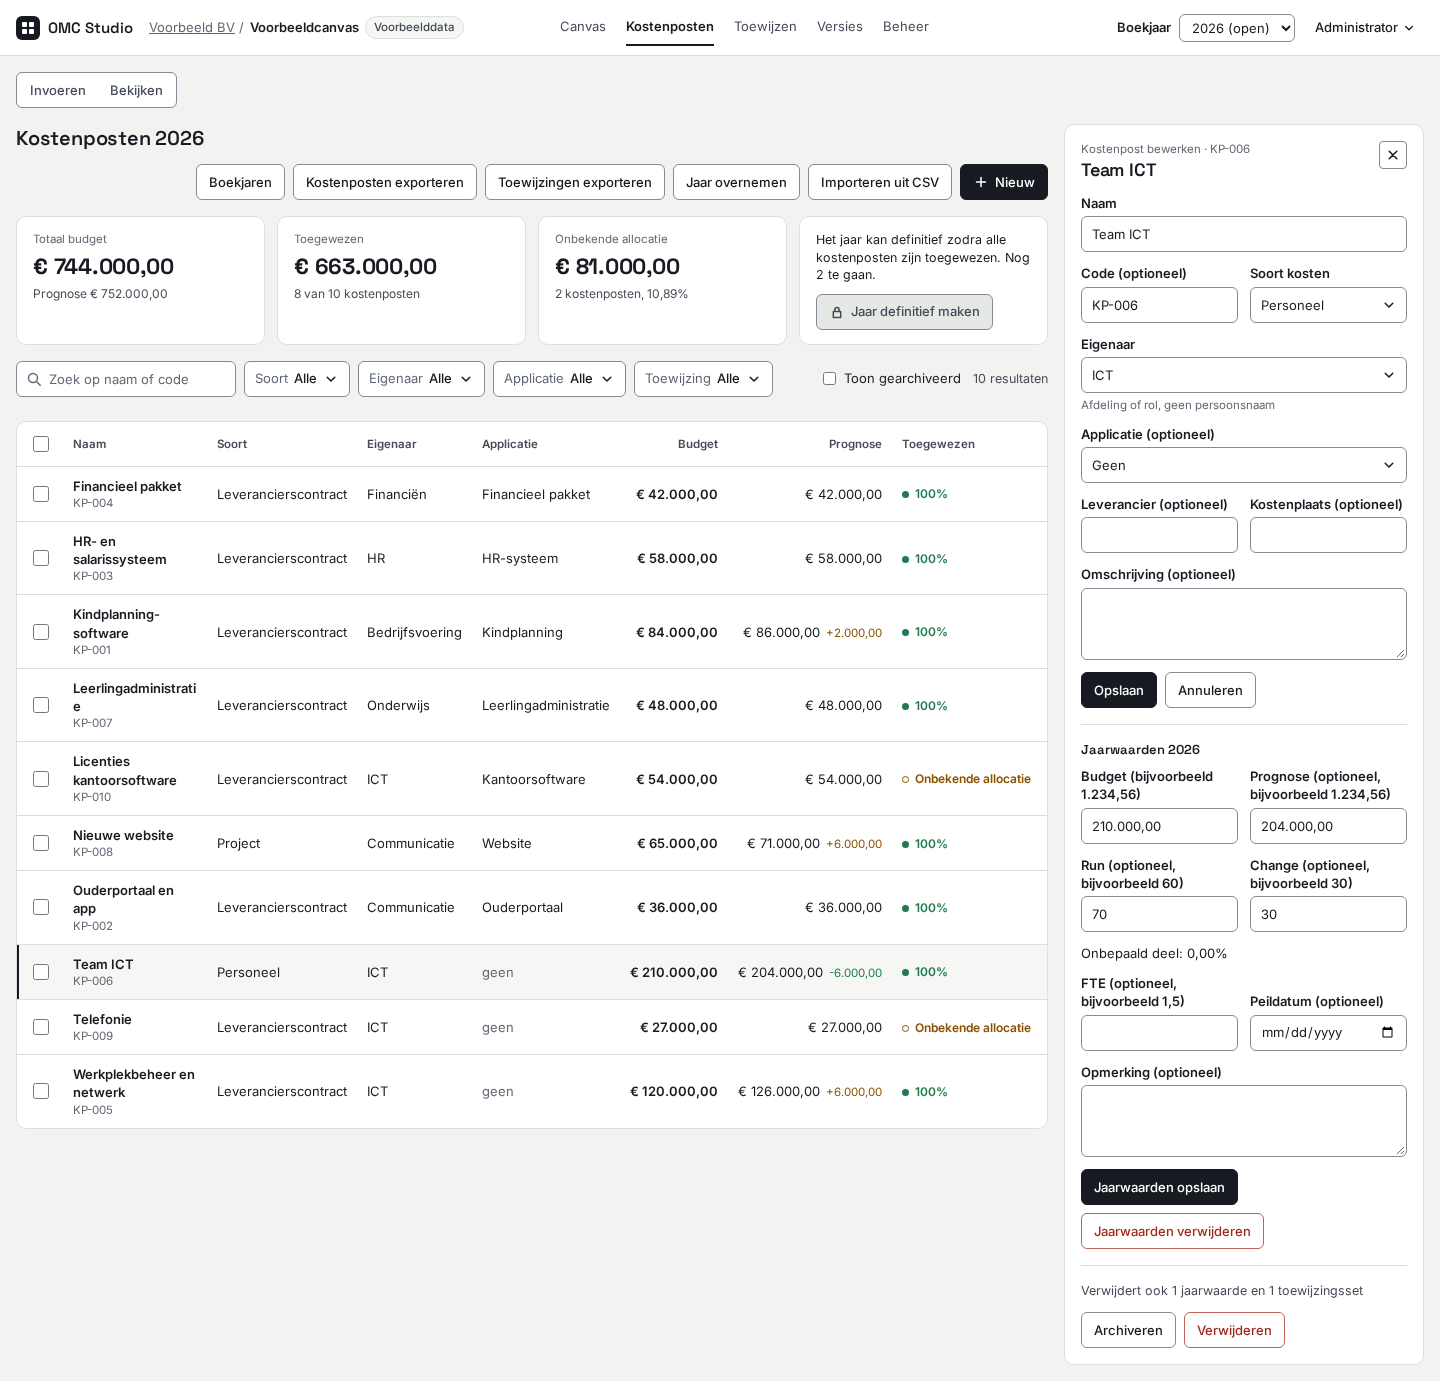 OMC Studio
Voorbeeld BV / Voorbeeldcanvas Voorbeelddata
Canvas Kostenposten Toewijzen Versies Beheer
Boekjaar 2026 (open) Administrator
Invoeren Bekijken
Kostenposten 2026
Boekjaren Kostenposten exporteren Toewijzingen exporteren Jaar overnemen Importeren uit CSV Nieuw
Totaal budget
€ 744.000,00
Prognose € 752.000,00
Toegewezen
€ 663.000,00
8 van 10 kostenposten
Onbekende allocatie
€ 81.000,00
2 kostenposten, 10,89%
Het jaar kan definitief zodra alle
kostenposten zijn toegewezen. Nog
2 te gaan.
Jaar definitief maken
Zoek op naam of code Soort Alle Eigenaar Alle Applicatie Alle Toewijzing Alle Toon gearchiveerd 10 resultaten
Naam Soort Eigenaar Applicatie Budget Prognose Toegewezen
Financieel pakket
KP-004
Leverancierscontract Financiën Financieel pakket € 42.000,00 € 42.000,00 100%
HR- en
salarissysteem
KP-003
Leverancierscontract HR HR-systeem € 58.000,00 € 58.000,00 100%
Kindplanning-
software
KP-001
Leverancierscontract Bedrijfsvoering Kindplanning € 84.000,00 € 86.000,00 +2.000,00 100%
Leerlingadministrati
e
KP-007
Leverancierscontract Onderwijs Leerlingadministratie € 48.000,00 € 48.000,00 100%
Licenties
kantoorsoftware
KP-010
Leverancierscontract ICT Kantoorsoftware € 54.000,00 € 54.000,00 Onbekende allocatie
Nieuwe website
KP-008
Project Communicatie Website € 65.000,00 € 71.000,00 +6.000,00 100%
Ouderportaal en
app
KP-002
Leverancierscontract Communicatie Ouderportaal € 36.000,00 € 36.000,00 100%
Team ICT
KP-006
Personeel ICT geen € 210.000,00 € 204.000,00 -6.000,00 100%
Telefonie
KP-009
Leverancierscontract ICT geen € 27.000,00 € 27.000,00 Onbekende allocatie
Werkplekbeheer en
netwerk
KP-005
Leverancierscontract ICT geen € 120.000,00 € 126.000,00 +6.000,00 100%
Kostenpost bewerken · KP-006
Team ICT
Naam
Team ICT
Code (optioneel) Soort kosten
KP-006 Personeel
Eigenaar
ICT
Afdeling of rol, geen persoonsnaam
Applicatie (optioneel)
Geen
Leverancier (optioneel) Kostenplaats (optioneel)
Omschrijving (optioneel)
Opslaan Annuleren
Jaarwaarden 2026
Budget (bijvoorbeeld
1.234,56)
Prognose (optioneel,
bijvoorbeeld 1.234,56)
210.000,00 204.000,00
Run (optioneel,
bijvoorbeeld 60)
Change (optioneel,
bijvoorbeeld 30)
70 30
Onbepaald deel: 0,00%
FTE (optioneel,
bijvoorbeeld 1,5)
Peildatum (optioneel)
mm/dd/yyyy
Opmerking (optioneel)
Jaarwaarden opslaan
Jaarwaarden verwijderen
Verwijdert ook 1 jaarwaarde en 1 toewijzingsset
Archiveren Verwijderen